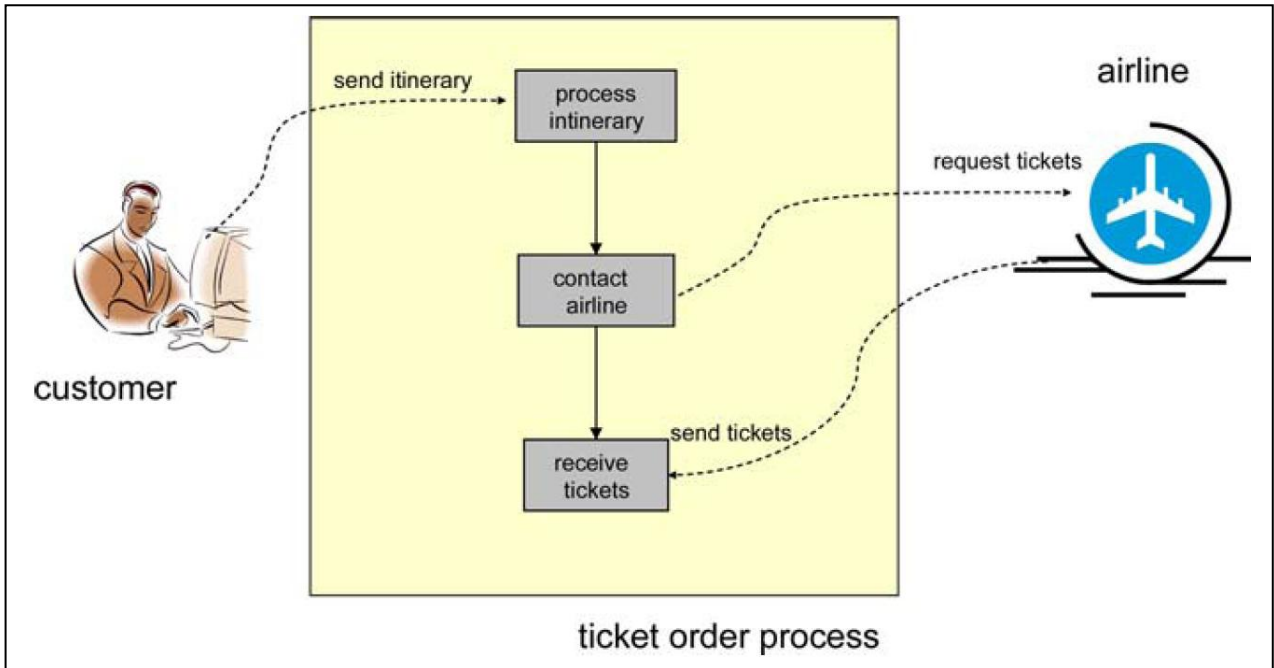 send itinerary
process
intinerary
airline
request tickets
contact
airline
customer
send tickets
receive
tickets
ticket order process